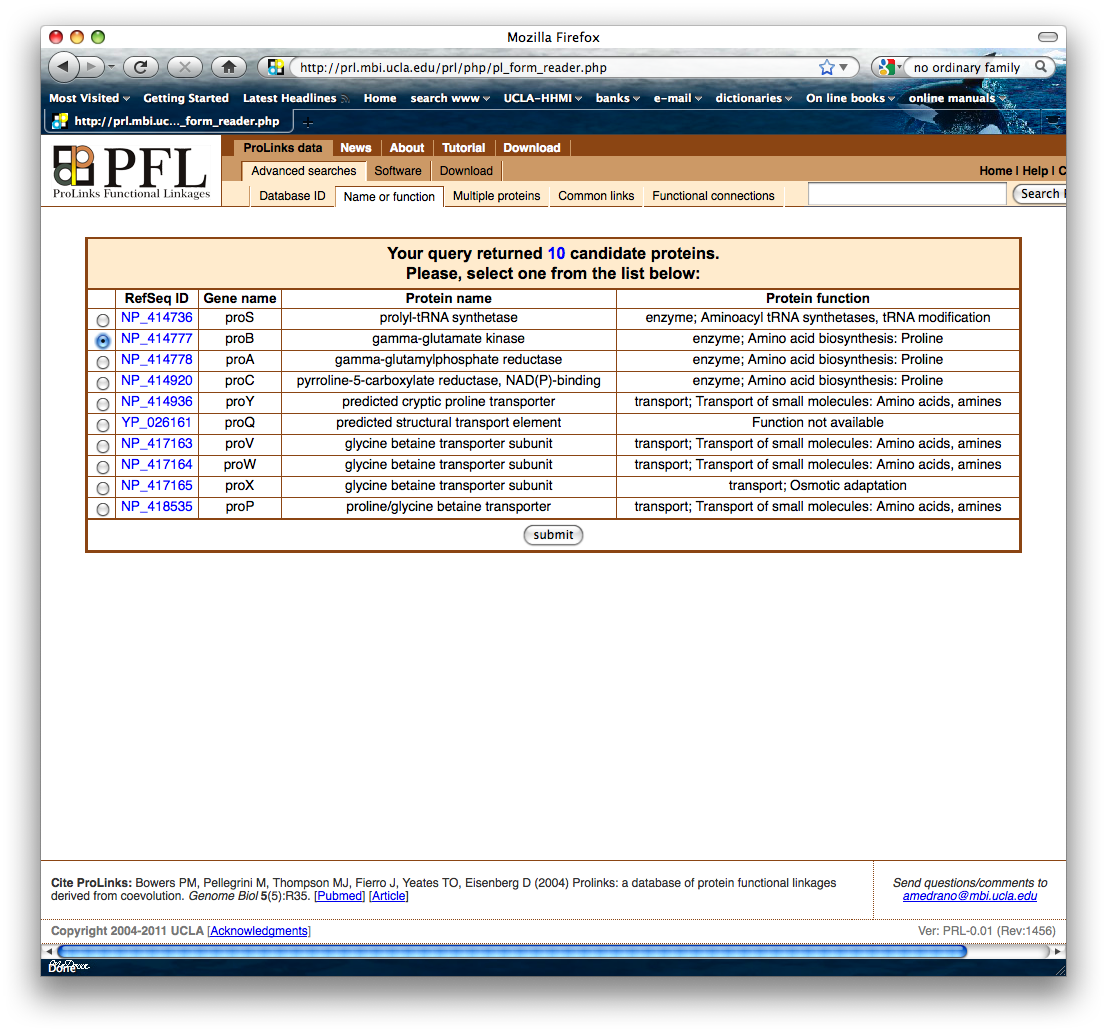 Mozilla Firefox
http://prl.mbi.ucla.edu/prl/php/pl_form_reader.php
no ordinary family
Most Visited Getting Started Latest Headlines Home search www UCLA-HHMI banks e-mail dictionaries On line books online manuals
http://prl.mbi.uc..._form_reader.php
PFL
ProLinks Functional Linkages
ProLinks data News About Tutorial Download
Advanced searches Software Download Home | Help | C
Database ID Name or function Multiple proteins Common links Functional connections Search
Your query returned 10 candidate proteins.
Please, select one from the list below:
RefSeq ID Gene name Protein name Protein function
NP_414736 proS prolyl-tRNA synthetase enzyme; Aminoacyl tRNA synthetases, tRNA modification
NP_414777 proB gamma-glutamate kinase enzyme; Amino acid biosynthesis: Proline
NP_414778 proA gamma-glutamylphosphate reductase enzyme; Amino acid biosynthesis: Proline
NP_414920 proC pyrroline-5-carboxylate reductase, NAD(P)-binding enzyme; Amino acid biosynthesis: Proline
NP_414936 proY predicted cryptic proline transporter transport; Transport of small molecules: Amino acids, amines
YP_026161 proQ predicted structural transport element Function not available
NP_417163 proV glycine betaine transporter subunit transport; Transport of small molecules: Amino acids, amines
NP_417164 proW glycine betaine transporter subunit transport; Transport of small molecules: Amino acids, amines
NP_417165 proX glycine betaine transporter subunit transport; Osmotic adaptation
NP_418535 proP proline/glycine betaine transporter transport; Transport of small molecules: Amino acids, amines
submit
Cite ProLinks: Bowers PM, Pellegrini M, Thompson MJ, Fierro J, Yeates TO, Eisenberg D (2004) Prolinks: a database of protein functional linkages
derived from coevolution. Genome Biol 5(5):R35. [Pubmed] [Article]
Send questions/comments to
amedrano@mbi.ucla.edu
Copyright 2004-2011 UCLA [Acknowledgments]
Ver: PRL-0.01 (Rev:1456)
Done